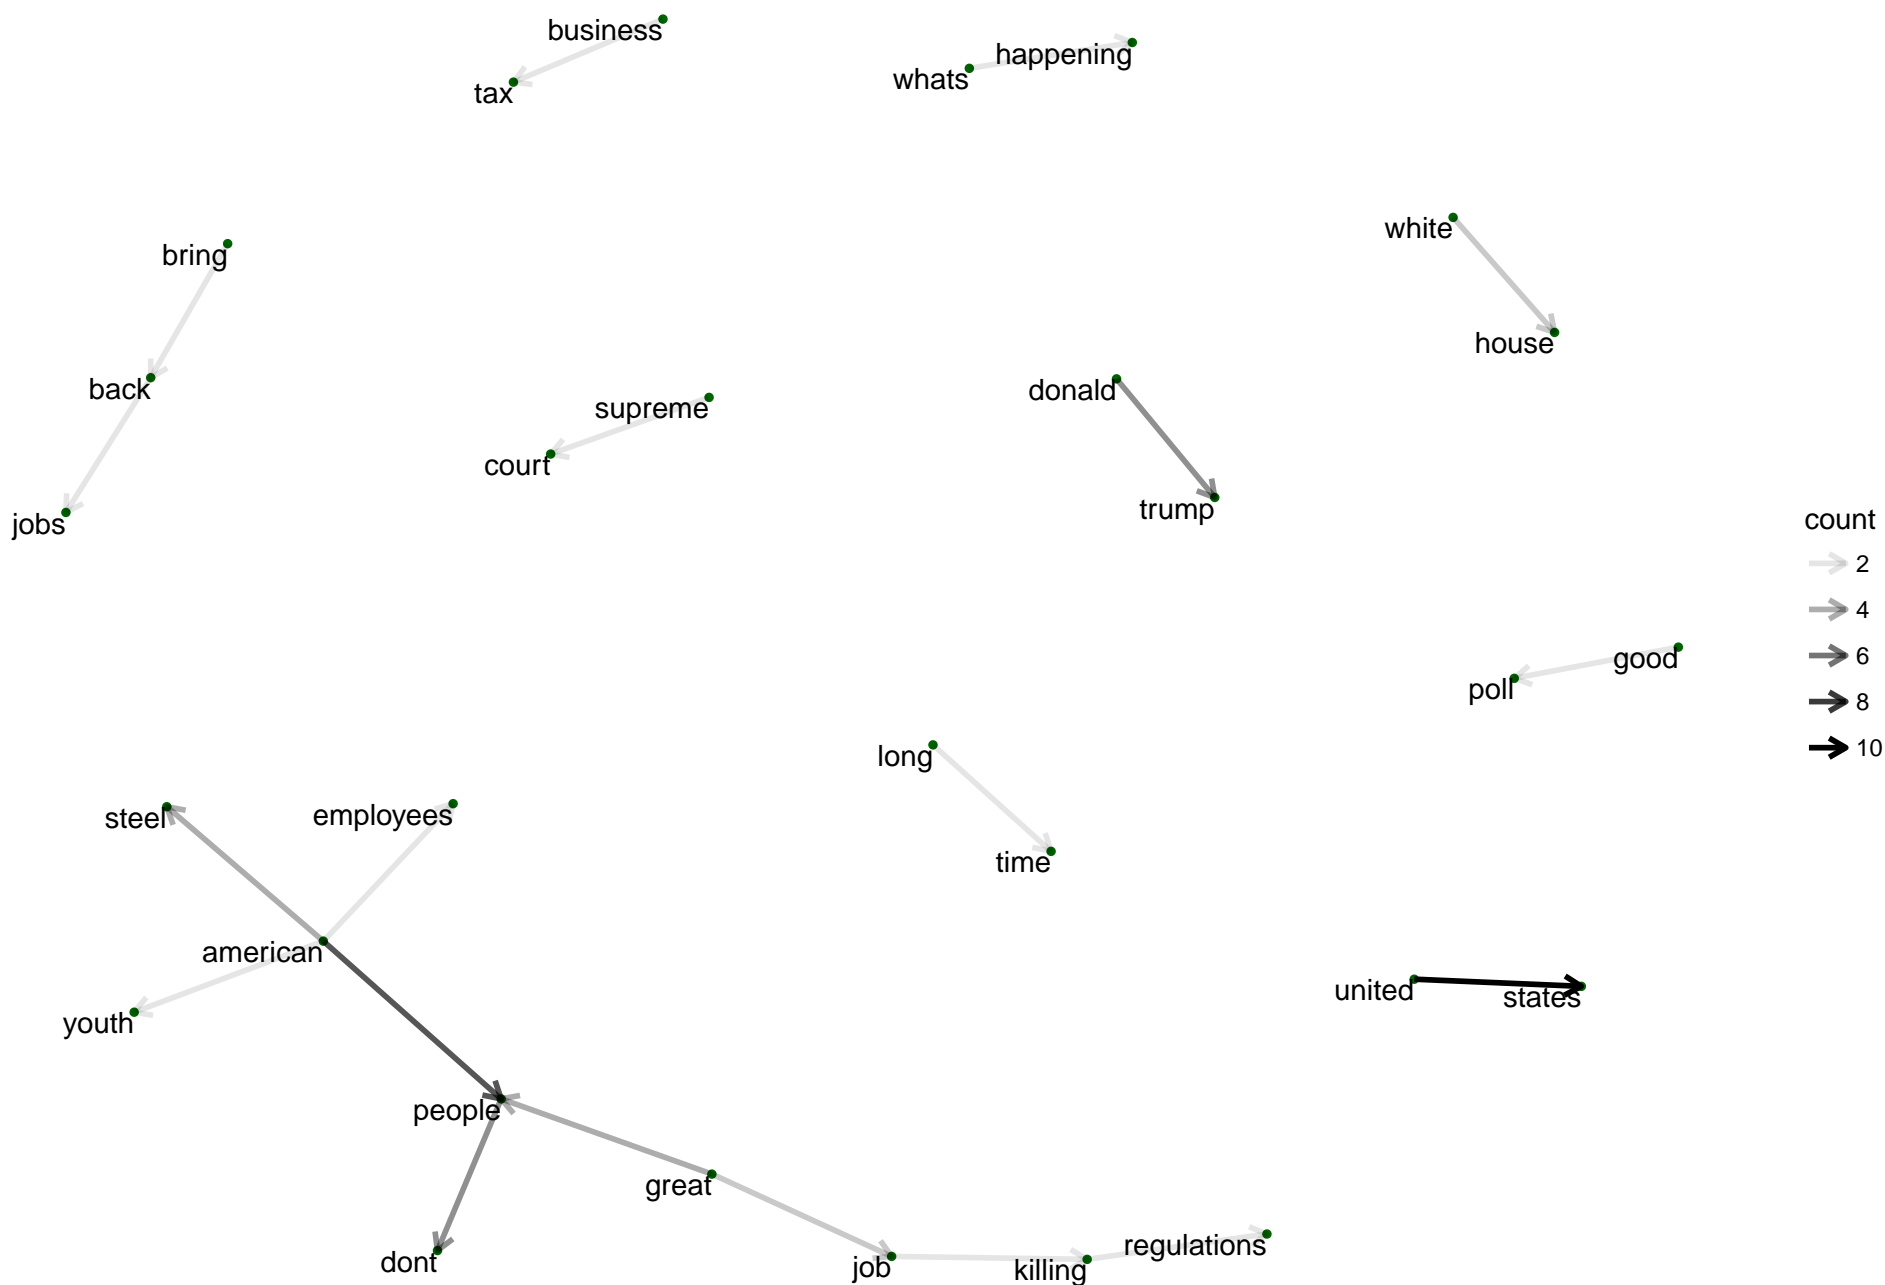 business
tax
happening
whats
white
bring
house
back
donald
supreme
court
trump
jobs
count
2
4
6
8
10
good
poll
long
steel
employees
time
american
united
states
youth
people
great
dont
job
killing
regulations